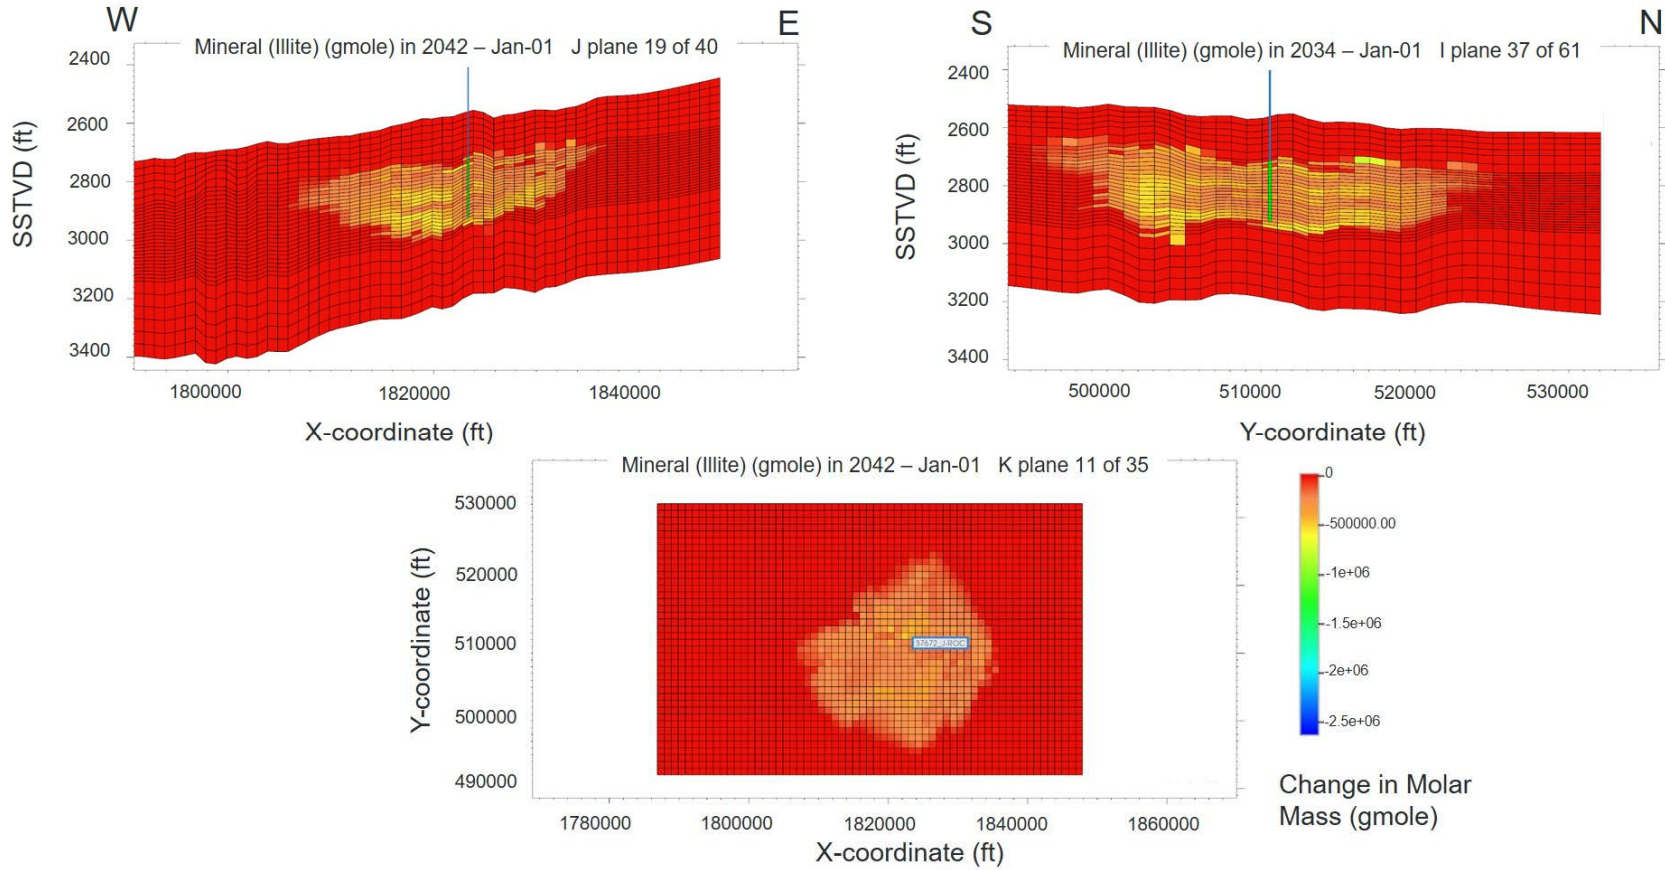 W
E
Mineral (Illite) (gmole) in 2042 – Jan-01 J plane 19 of 40
2400
2600
2800
3000
3200
3400
SSTVD (ft)
1800000
1820000
1840000
X-coordinate (ft)
S
N
Mineral (Illite) (gmole) in 2034 – Jan-01 I plane 37 of 61
2400
2600
2800
3000
3200
3400
SSTVD (ft)
500000
510000
520000
530000
Y-coordinate (ft)
Mineral (Illite) (gmole) in 2042 – Jan-01 K plane 11 of 35
530000
520000
510000
500000
490000
Y-coordinate (ft)
37672_J-ROC
1780000
1800000
1820000
1840000
1860000
X-coordinate (ft)
0
-500000.00
-1e+06
-1.5e+06
-2e+06
-2.5e+06
Change in Molar
Mass (gmole)